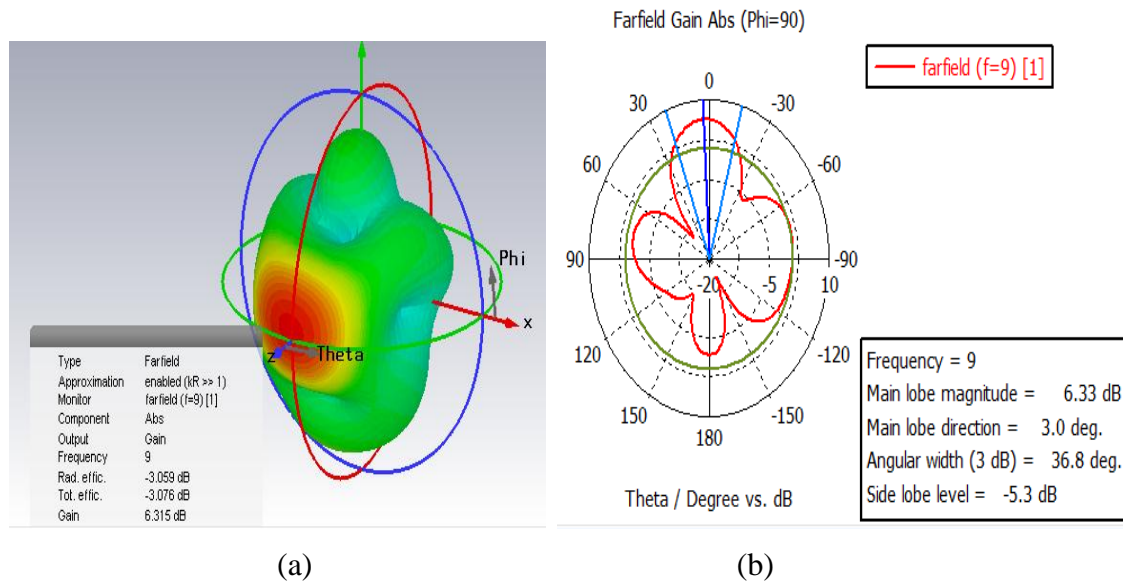 Phi
x
z
Theta
Type Farfield
Approximation enabled (kR >> 1)
Monitor farfield (f=9) [1]
Component Abs
Output Gain
Frequency 9
Rad. effic. -3.059 dB
Tot. effic. -3.076 dB
Gain 6.315 dB
(a)
Farfield Gain Abs (Phi=90)
farfield (f=9) [1]
0
30 -30
60 -60
90 -90
-20 -5 10
120 -120
150 -150
180
Theta / Degree vs. dB
Frequency = 9
Main lobe magnitude = 6.33 dB
Main lobe direction = 3.0 deg.
Angular width (3 dB) = 36.8 deg.
Side lobe level = -5.3 dB
(b)